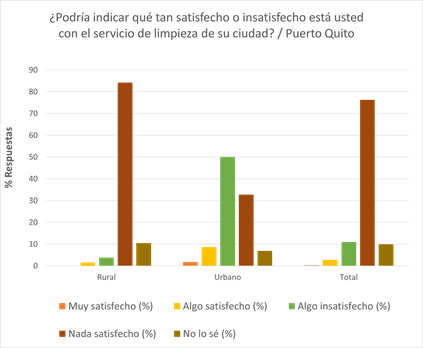 ¿Podría indicar qué tan satisfecho o insatisfecho está usted
con el servicio de limpieza de su ciudad? / Puerto Quito
% Respuestas
90
80
70
60
50
40
30
20
10
0
Rural Urbano Total
Muy satisfecho (%) Algo satisfecho (%) Algo insatisfecho (%)
Nada satisfecho (%) No lo sé (%)